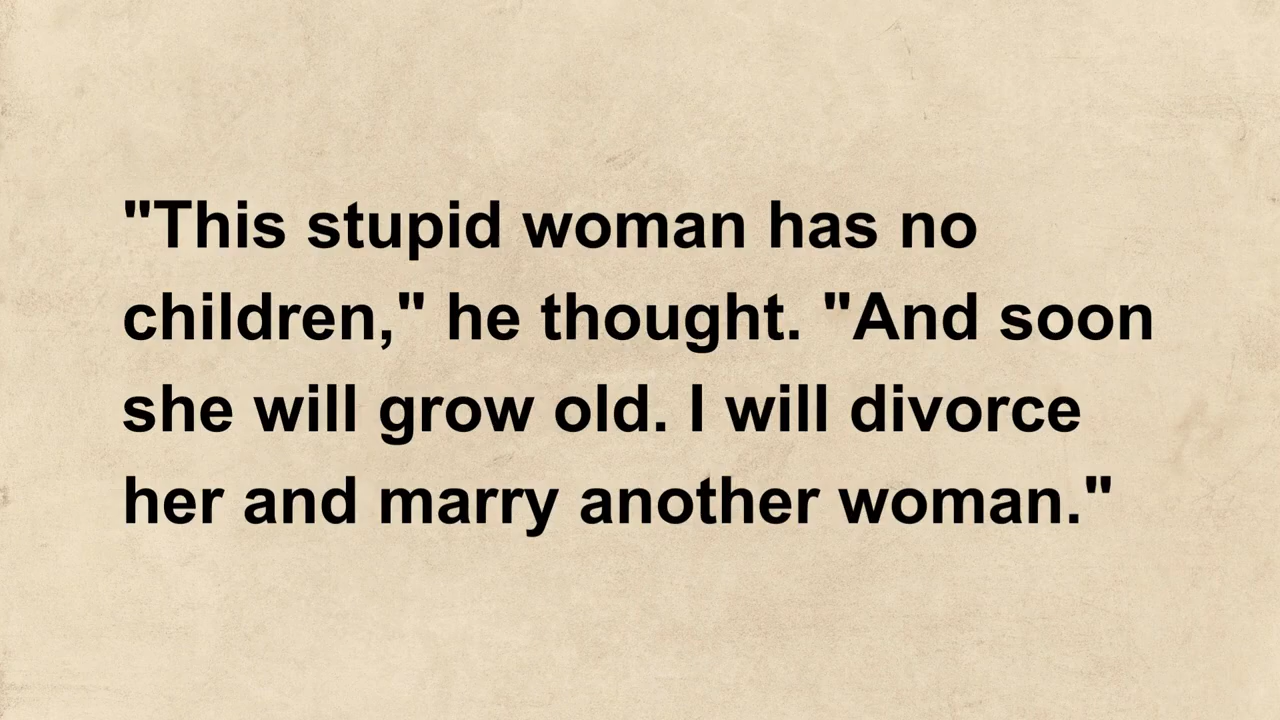 "This stupid woman has no
children," he thought. "And soon
she will grow old. I will divorce
her and marry another woman."